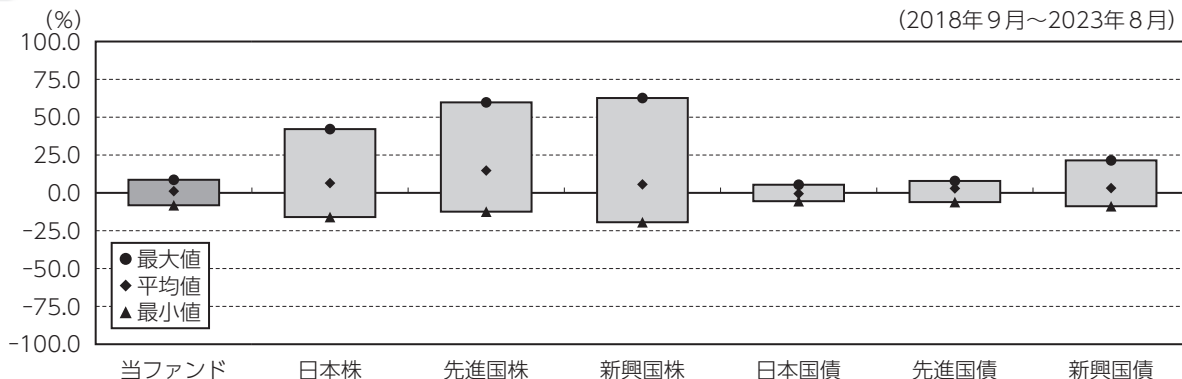 (%)
(2018年9月～2023年8月)
100.0
75.0
50.0
25.0
0.0
-25.0
-50.0
-75.0
-100.0
●最大値
◆平均値
▲最小値
当ファンド 日本株 先進国株 新興国株 日本国債 先進国債 新興国債